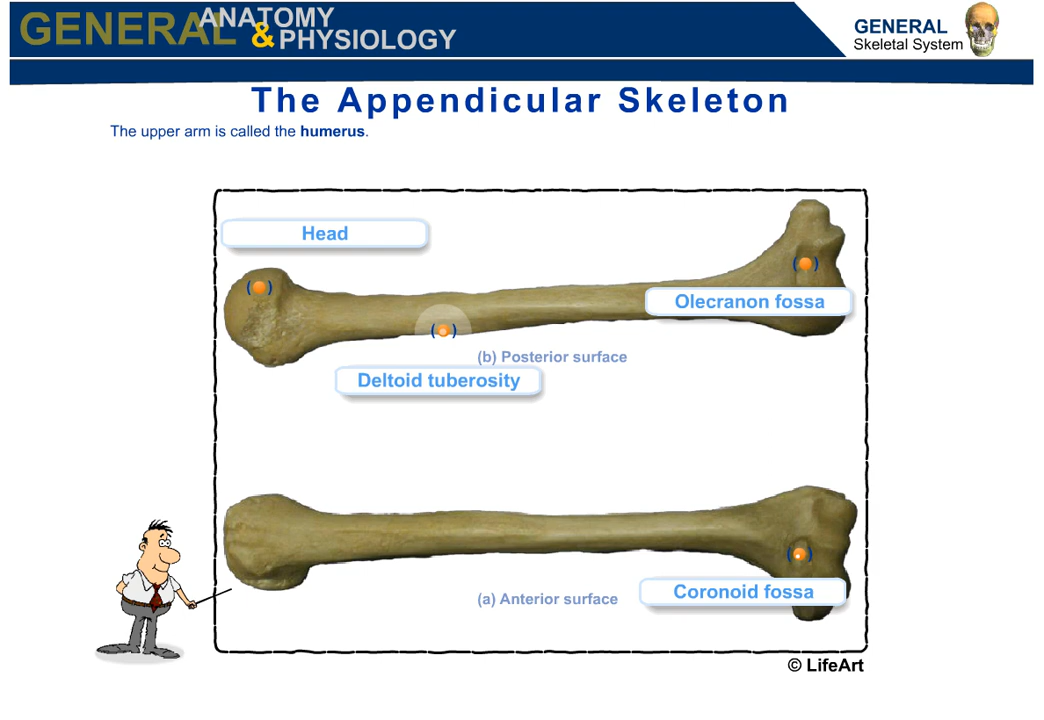 GENERAL ANATOMY
& PHYSIOLOGY
GENERAL
Skeletal System
The Appendicular Skeleton
The upper arm is called the humerus.
Head
Olecranon fossa
(b) Posterior surface
Deltoid tuberosity
Coronoid fossa
(a) Anterior surface
© LifeArt